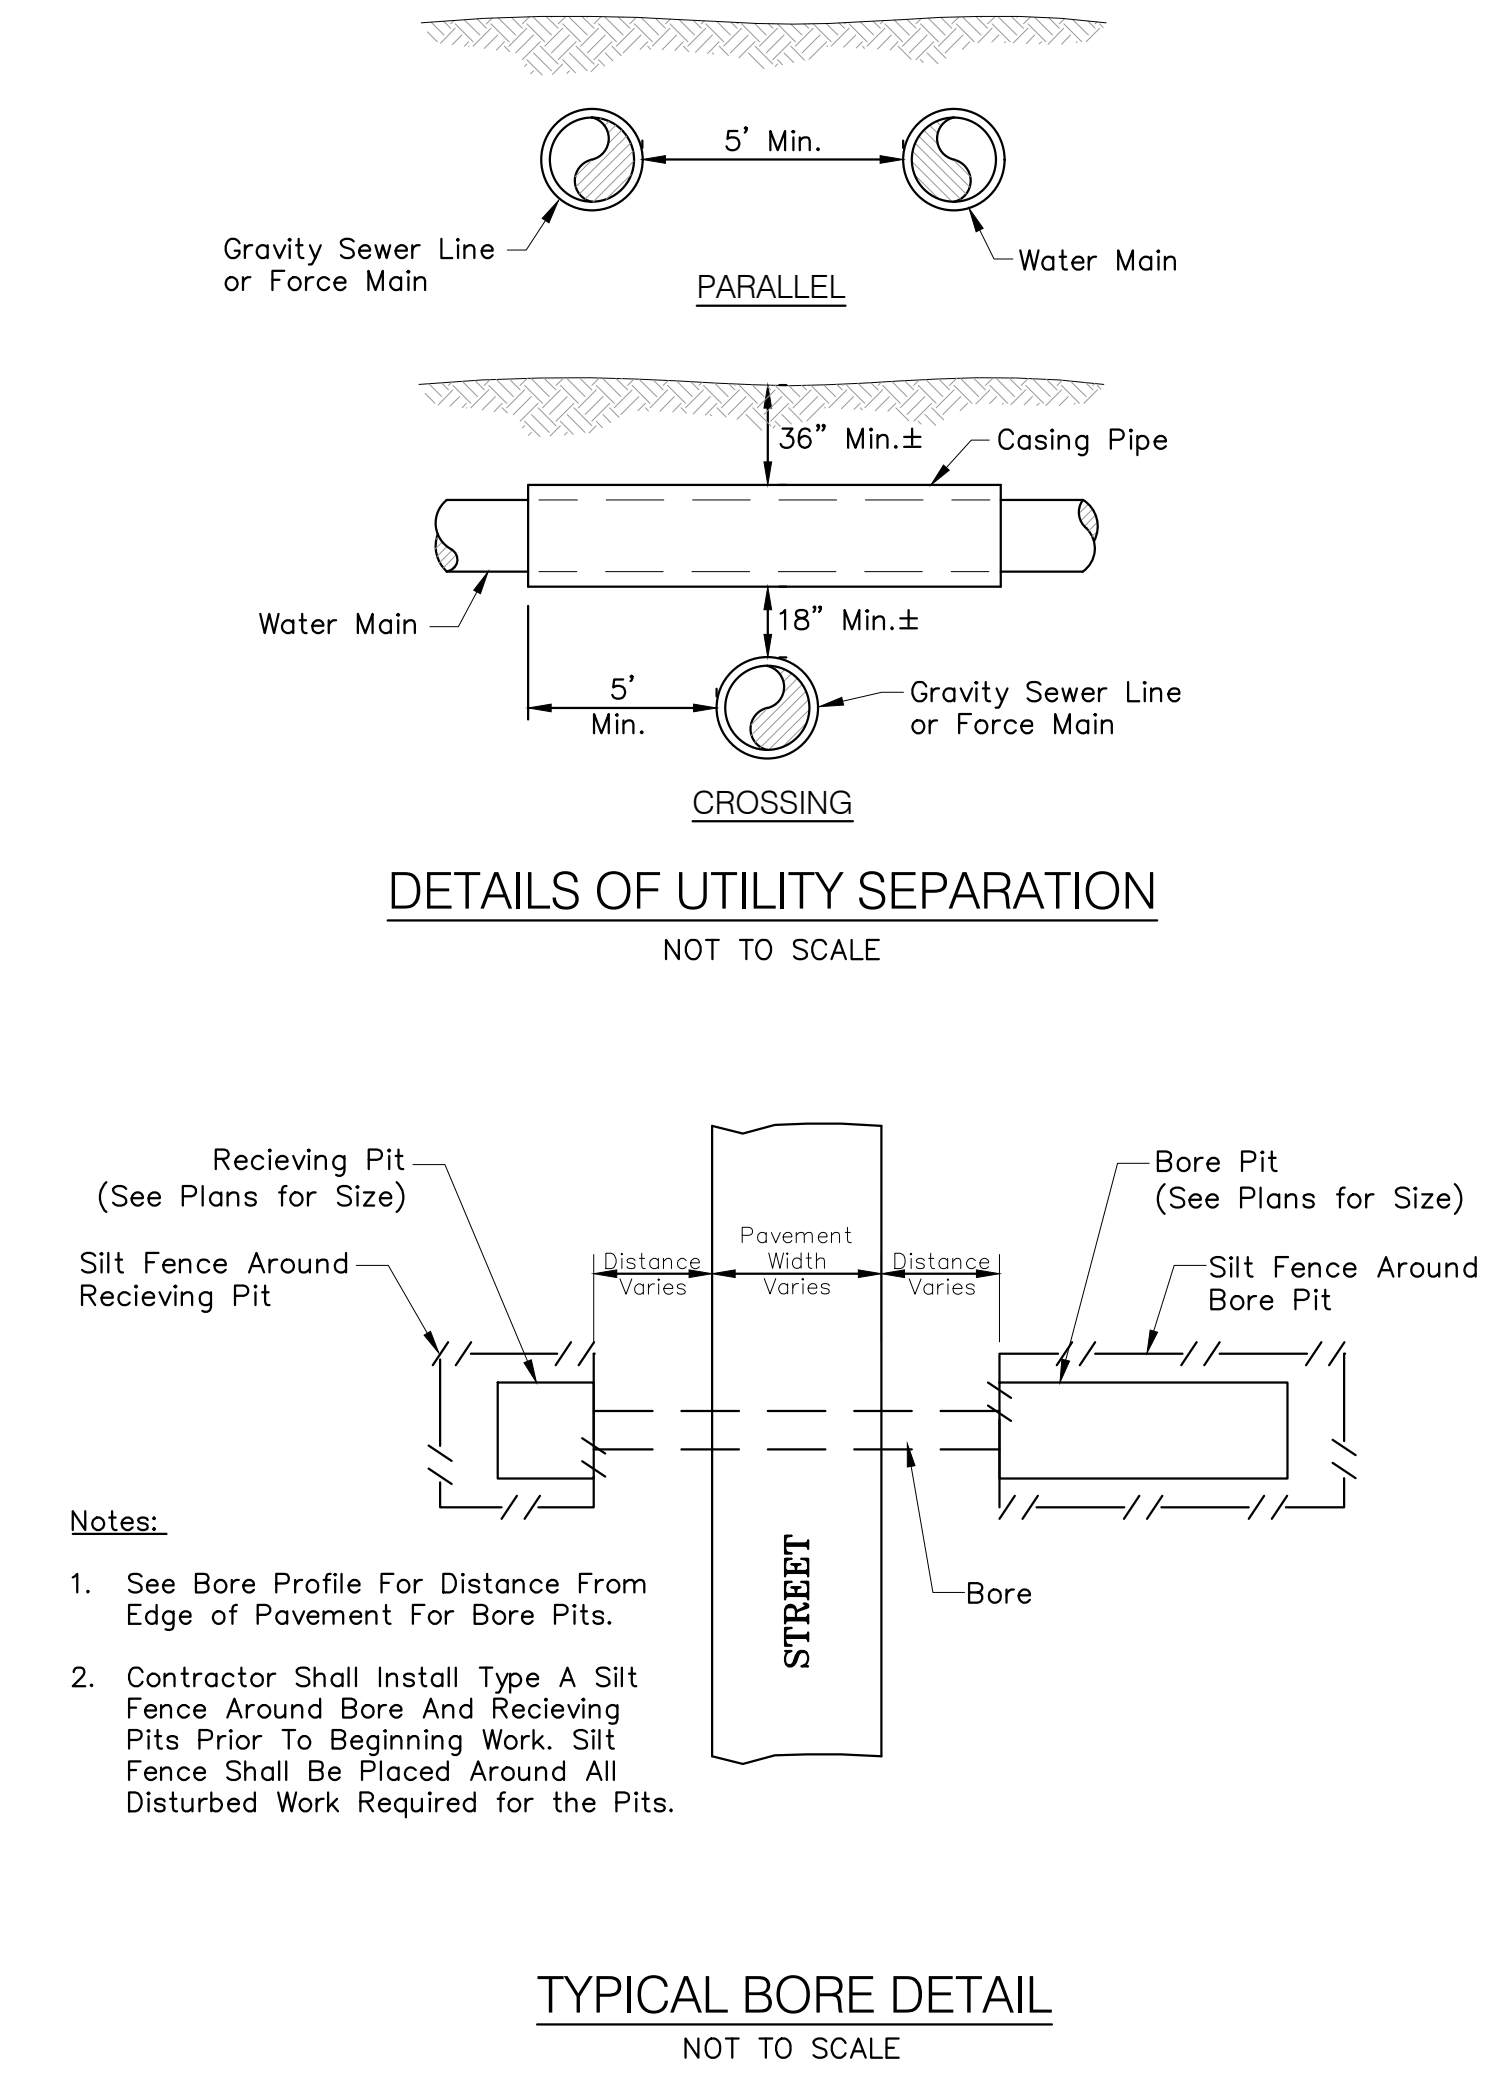 5’ Min.
Gravity Sewer Line
or Force Main
Water Main
PARALLEL
36” Min.±
Casing Pipe
Water Main
18” Min.±
5’
Min.
Gravity Sewer Line
or Force Main
CROSSING
DETAILS OF UTILITY SEPARATION
NOT TO SCALE
Recieving Pit
(See Plans for Size)
Bore Pit
(See Plans for Size)
Silt Fence Around
Recieving Pit
Distance
Varies
Pavement
Width
Varies
Distance
Varies
Silt Fence Around
Bore Pit
STREET
Bore
Notes:
1. See Bore Profile For Distance From
Edge of Pavement For Bore Pits.
2. Contractor Shall Install Type A Silt
Fence Around Bore And Recieving
Pits Prior To Beginning Work. Silt
Fence Shall Be Placed Around All
Disturbed Work Required for the Pits.
TYPICAL BORE DETAIL
NOT TO SCALE